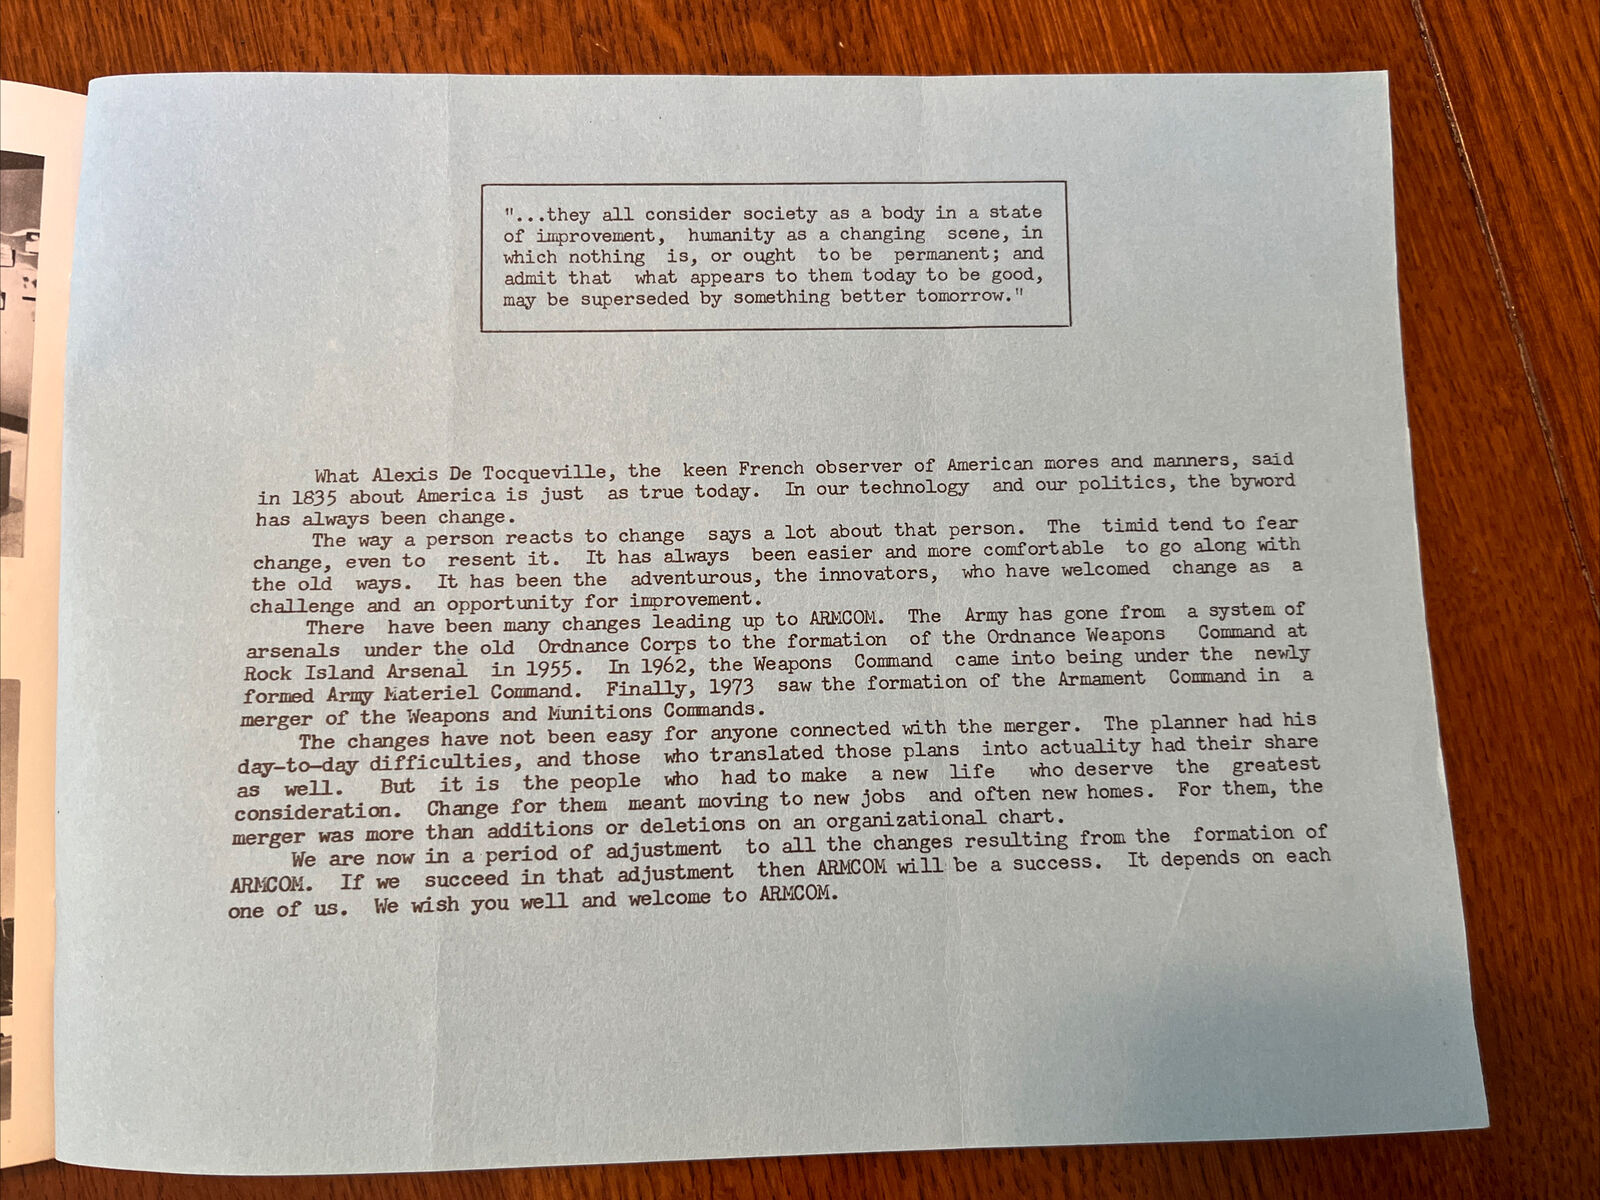 "...they all consider society as a body in a state
of improvement, humanity as a changing scene, in
which nothing is, or ought to be permanent; and
admit that what appears to them today to be good,
may be superseded by something better tomorrow."
What Alexis De Tocqueville, the keen French observer of American mores and manners, said
in 1835 about America is just as true today. In our technology and our politics, the byword
has always been change.
The way a person reacts to change says a lot about that person. The timid tend to fear
change, even to resent it. It has always been easier and more comfortable to go along with
the old ways. It has been the adventurous, the innovators, who have welcomed change as a
challenge and an opportunity for improvement.
There have been many changes leading up to ARMCOM. The Army has gone from a system of
arsenals under the old Ordnance Corps to the formation of the Ordnance Weapons Command at
Rock Island Arsenal in 1955. In 1962, the Weapons Command came into being under the newly
formed Army Materiel Command. Finally, 1973 saw the formation of the Armament Command in a
merger of the Weapons and Munitions Commands.
The changes have not been easy for anyone connected with the merger. The planner had his
day-to-day difficulties, and those who translated those plans into actuality had their share
as well. But it is the people who had to make a new life who deserve the greatest
consideration. Change for them meant moving to new jobs and often new homes. For them, the
merger was more than additions or deletions on an organizational chart.
We are now in a period of adjustment to all the changes resulting from the formation of
ARMCOM. If we succeed in that adjustment then ARMCOM will be a success. It depends on each
one of us. We wish you well and welcome to ARMCOM.